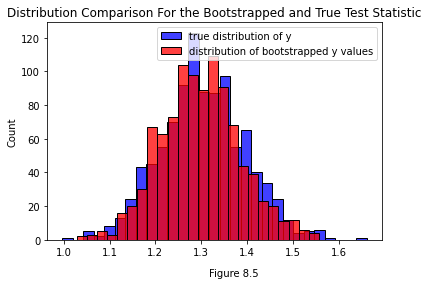 Distribution Comparison For the Bootstrapped and True Test Statistic
true distribution of y
distribution of bootstrapped y values
Count
120
100
80
60
40
20
0
1.0 1.1 1.2 1.3 1.4 1.5 1.6
Figure 8.5